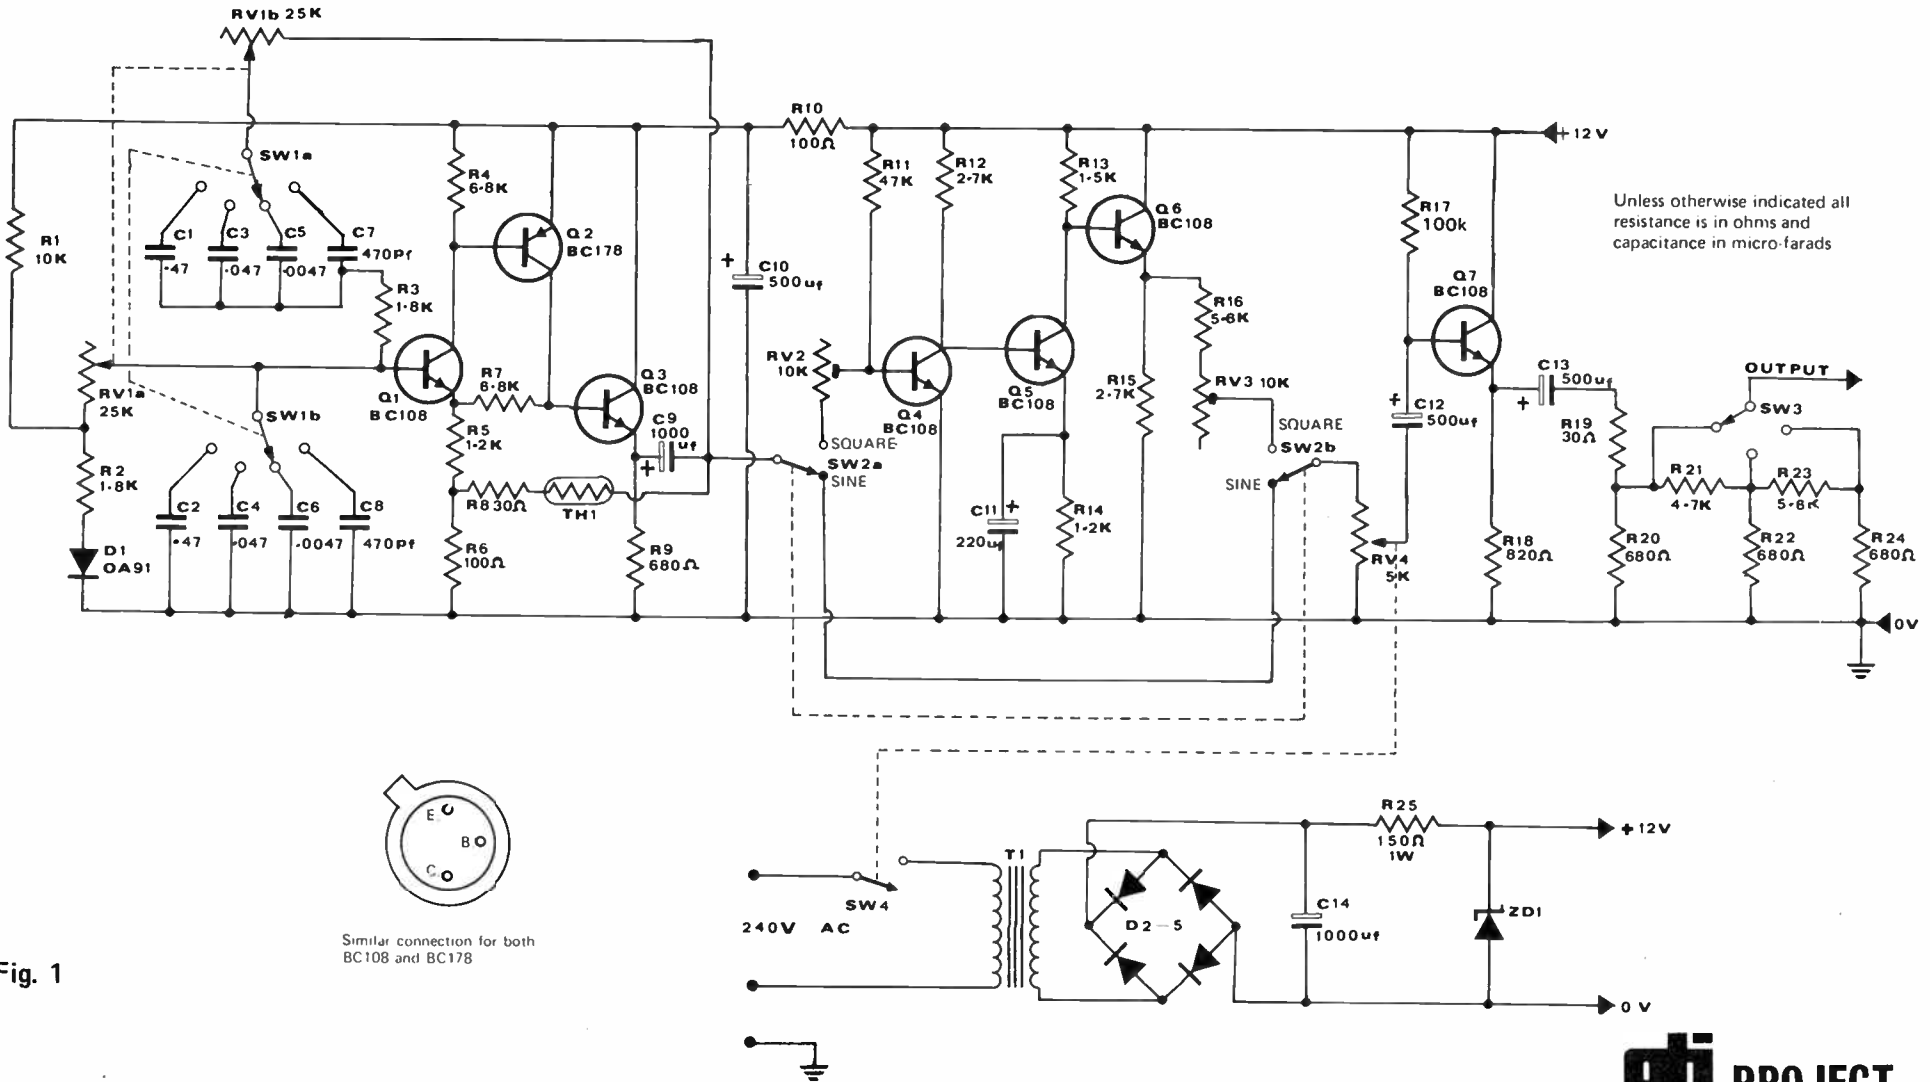 RV1b 25K
R10
100Ω
+12V
SW1a
R4
6·8K
R11
47K
R12
2·7K
R13
1·5K
Q6
BC108
R17
100k
Unless otherwise indicated all
resistance is in ohms and
capacitance in micro-farads
R1
10K
C1
·47
C3
·047
C5
·0047
C7
470Pf
Q2
BC178
+
C10
500uf
R3
1·8K
Q7
BC108
R16
5·6K
RV1a
25K
SW1b
Q1
BC108
R7
6·8K
Q3
BC108
RV2
10K
Q4
BC108
Q5
BC108
R15
2·7K
RV3 10K
C13
500uf
+
OUTPUT
SW3
R5
1·2K
C9
1000
uf
+
SQUARE
SW2a
SINE
SQUARE
SW2b
SINE
+
C12
500uf
R19
30Ω
R2
1·8K
R8 30Ω
TH1
R21
4·7K
R23
5·6K
C2
·47
C4
·047
C6
·0047
C8
470Pf
D1
OA91
R6
100Ω
R9
680Ω
C11
+
220uf
R14
1·2K
RV4
5K
R18
820Ω
R20
680Ω
R22
680Ω
R24
680Ω
0V
E
B
C
Similar connection for both
BC108 and BC178
Fig. 1
SW4
240V AC
T1
D2–5
R25
150Ω
1W
+12V
C14
1000uf
ZD1
0V
eti PROJECT